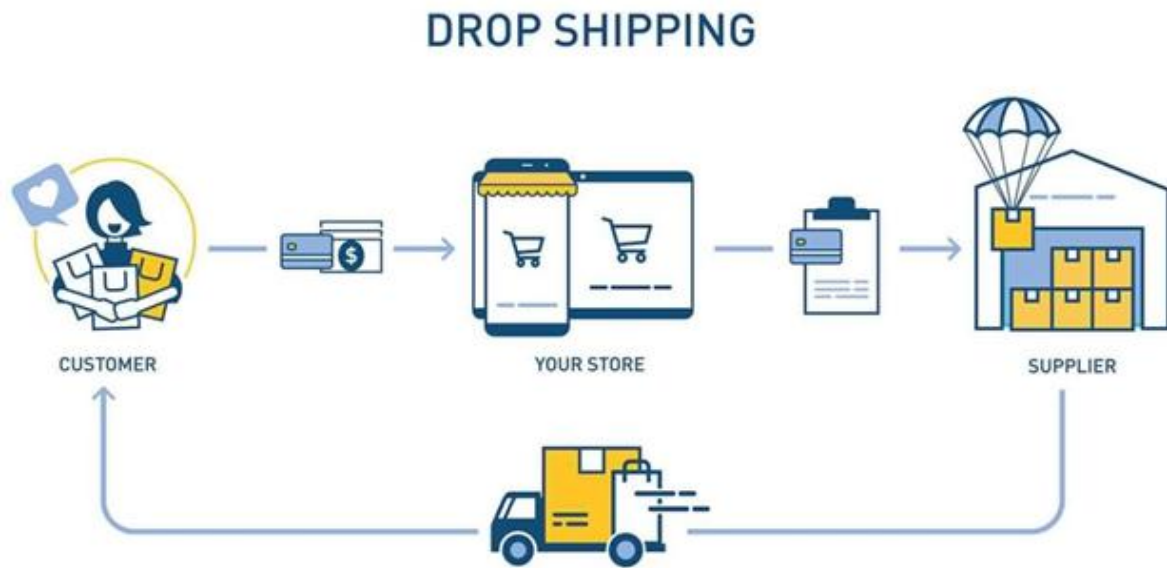 DROP SHIPPING
$
CUSTOMER
YOUR STORE
SUPPLIER